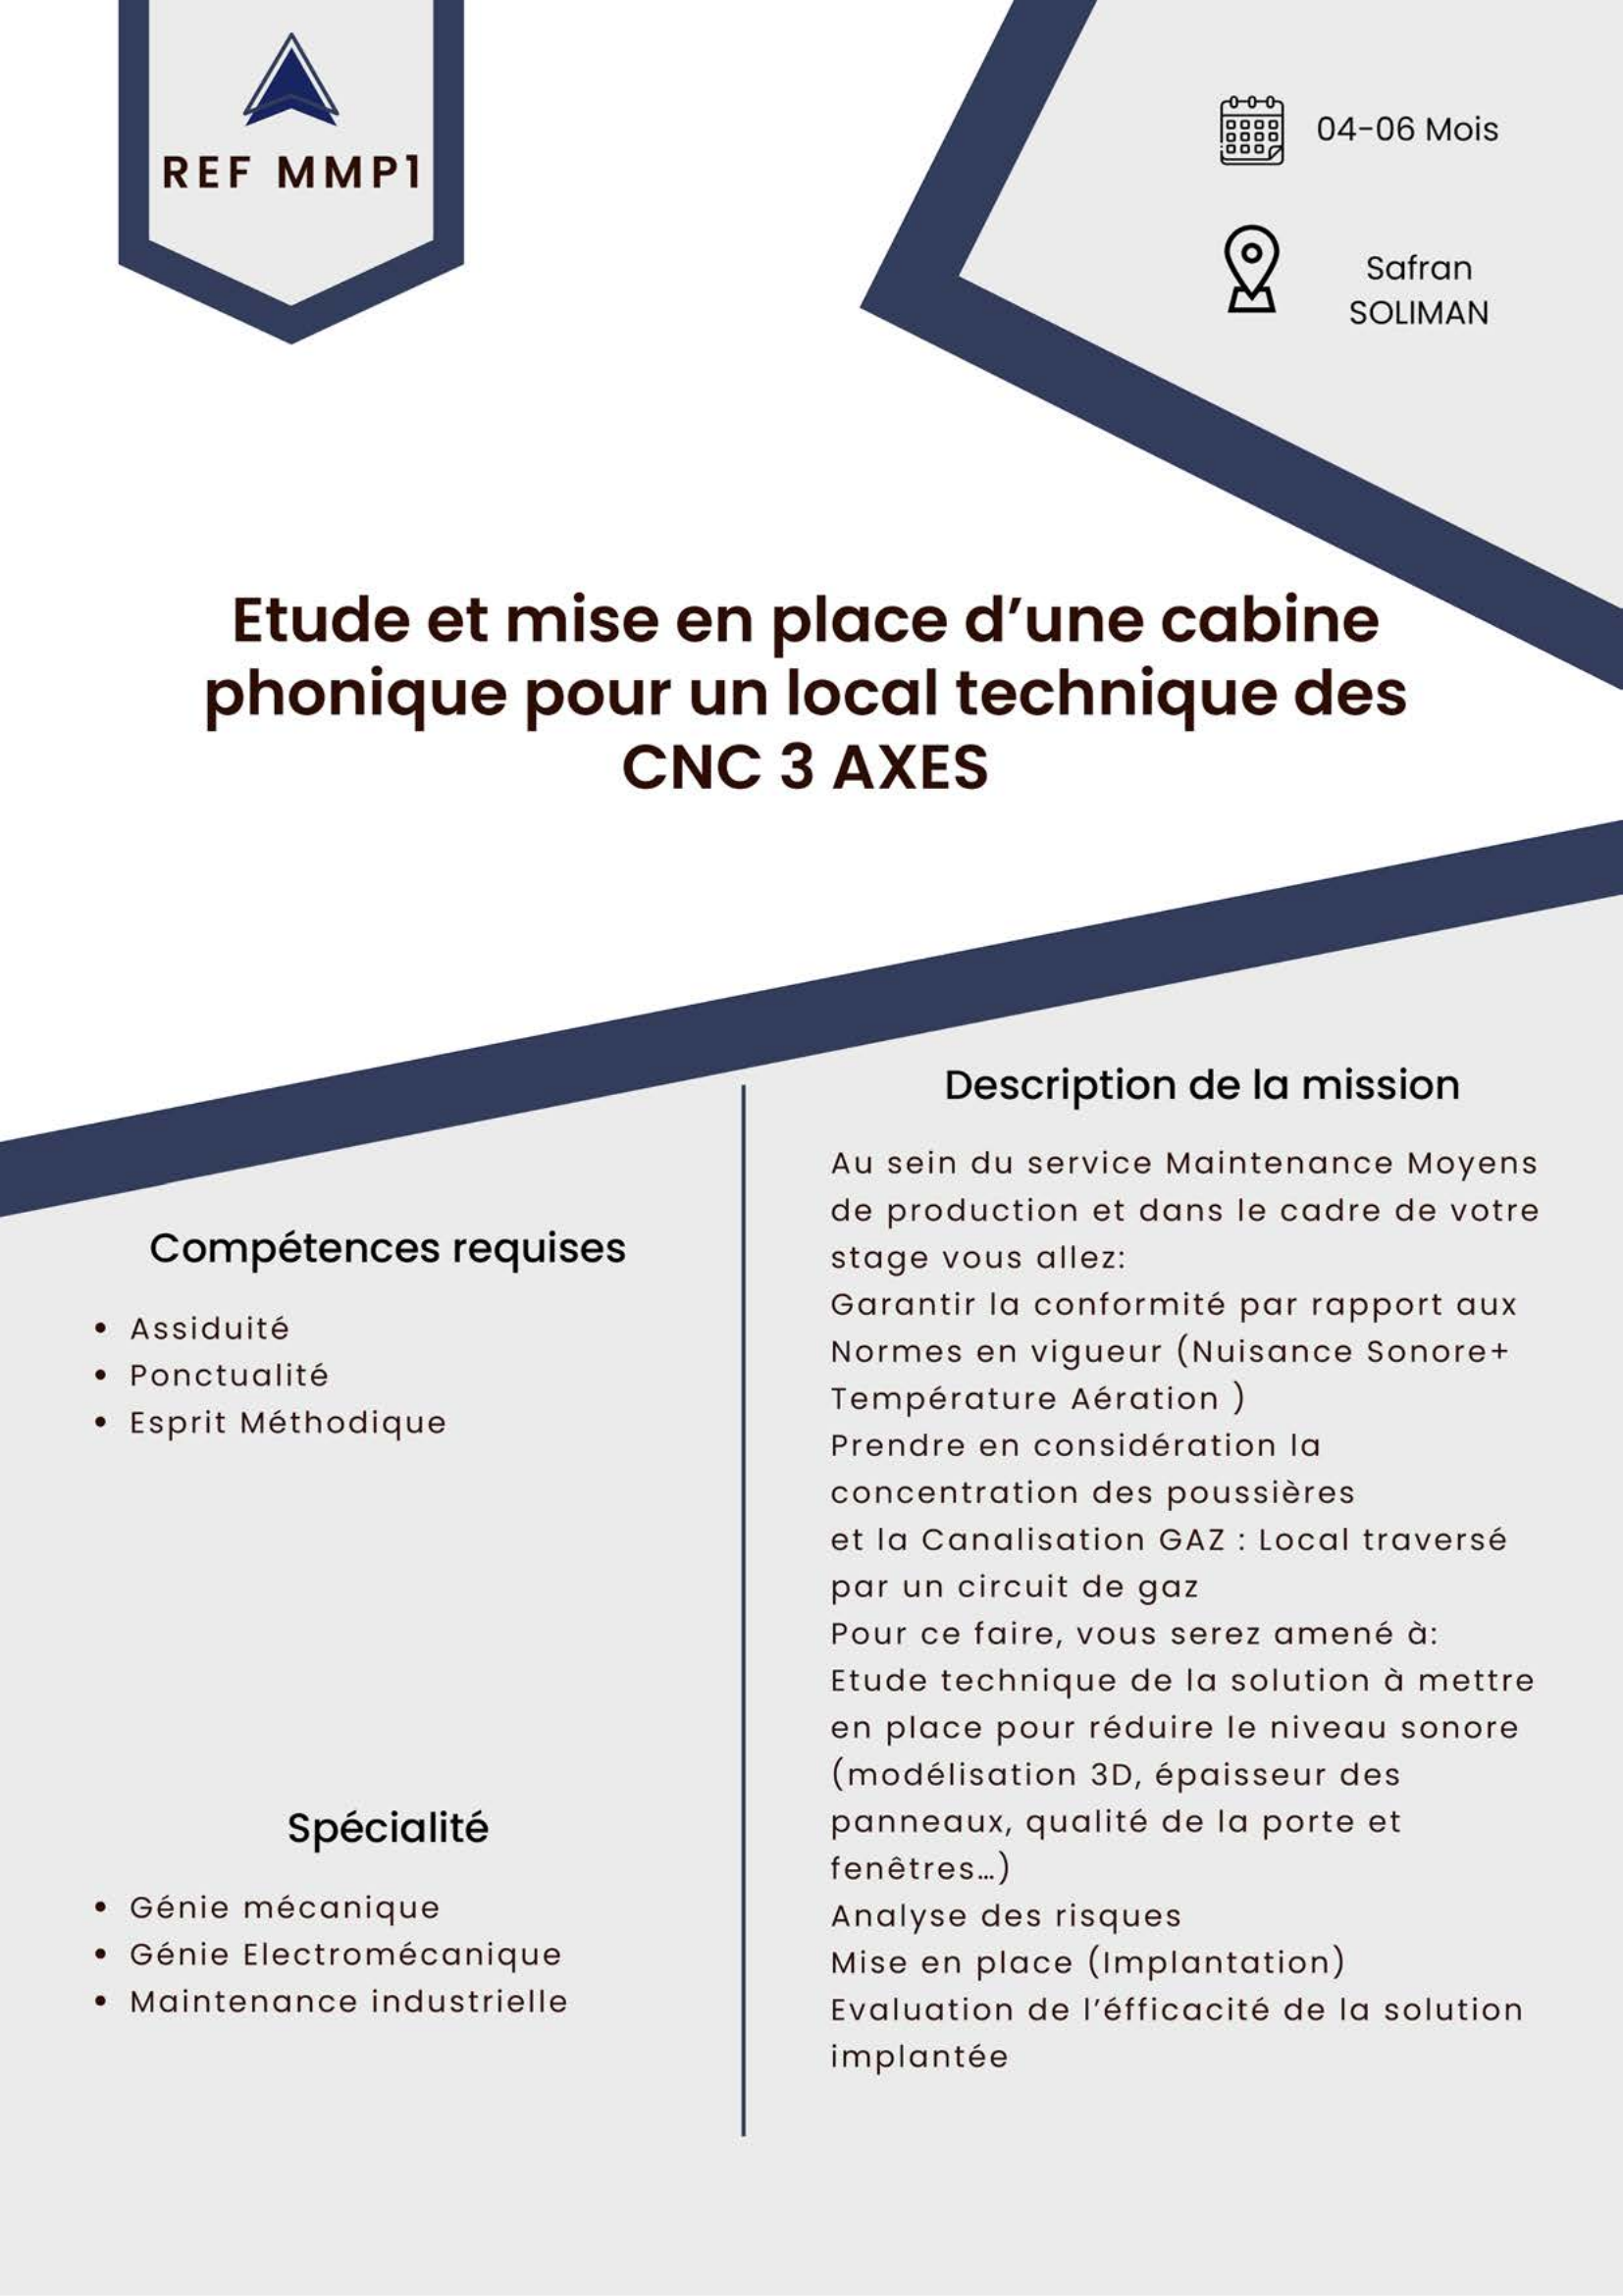 REF MMP1
04-06 Mois
Safran
SOLIMAN
Etude et mise en place d’une cabine
phonique pour un local technique des
CNC 3 AXES
Compétences requises
• Assiduité
• Ponctualité
• Esprit Méthodique
Spécialité
• Génie mécanique
• Génie Electromécanique
• Maintenance industrielle
Description de la mission
Au sein du service Maintenance Moyens
de production et dans le cadre de votre
stage vous allez:
Garantir la conformité par rapport aux
Normes en vigueur (Nuisance Sonore+
Température Aération )
Prendre en considération la
concentration des poussières
et la Canalisation GAZ : Local traversé
par un circuit de gaz
Pour ce faire, vous serez amené à:
Etude technique de la solution à mettre
en place pour réduire le niveau sonore
(modélisation 3D, épaisseur des
panneaux, qualité de la porte et
fenêtres…)
Analyse des risques
Mise en place (Implantation)
Evaluation de l’éfficacité de la solution
implantée